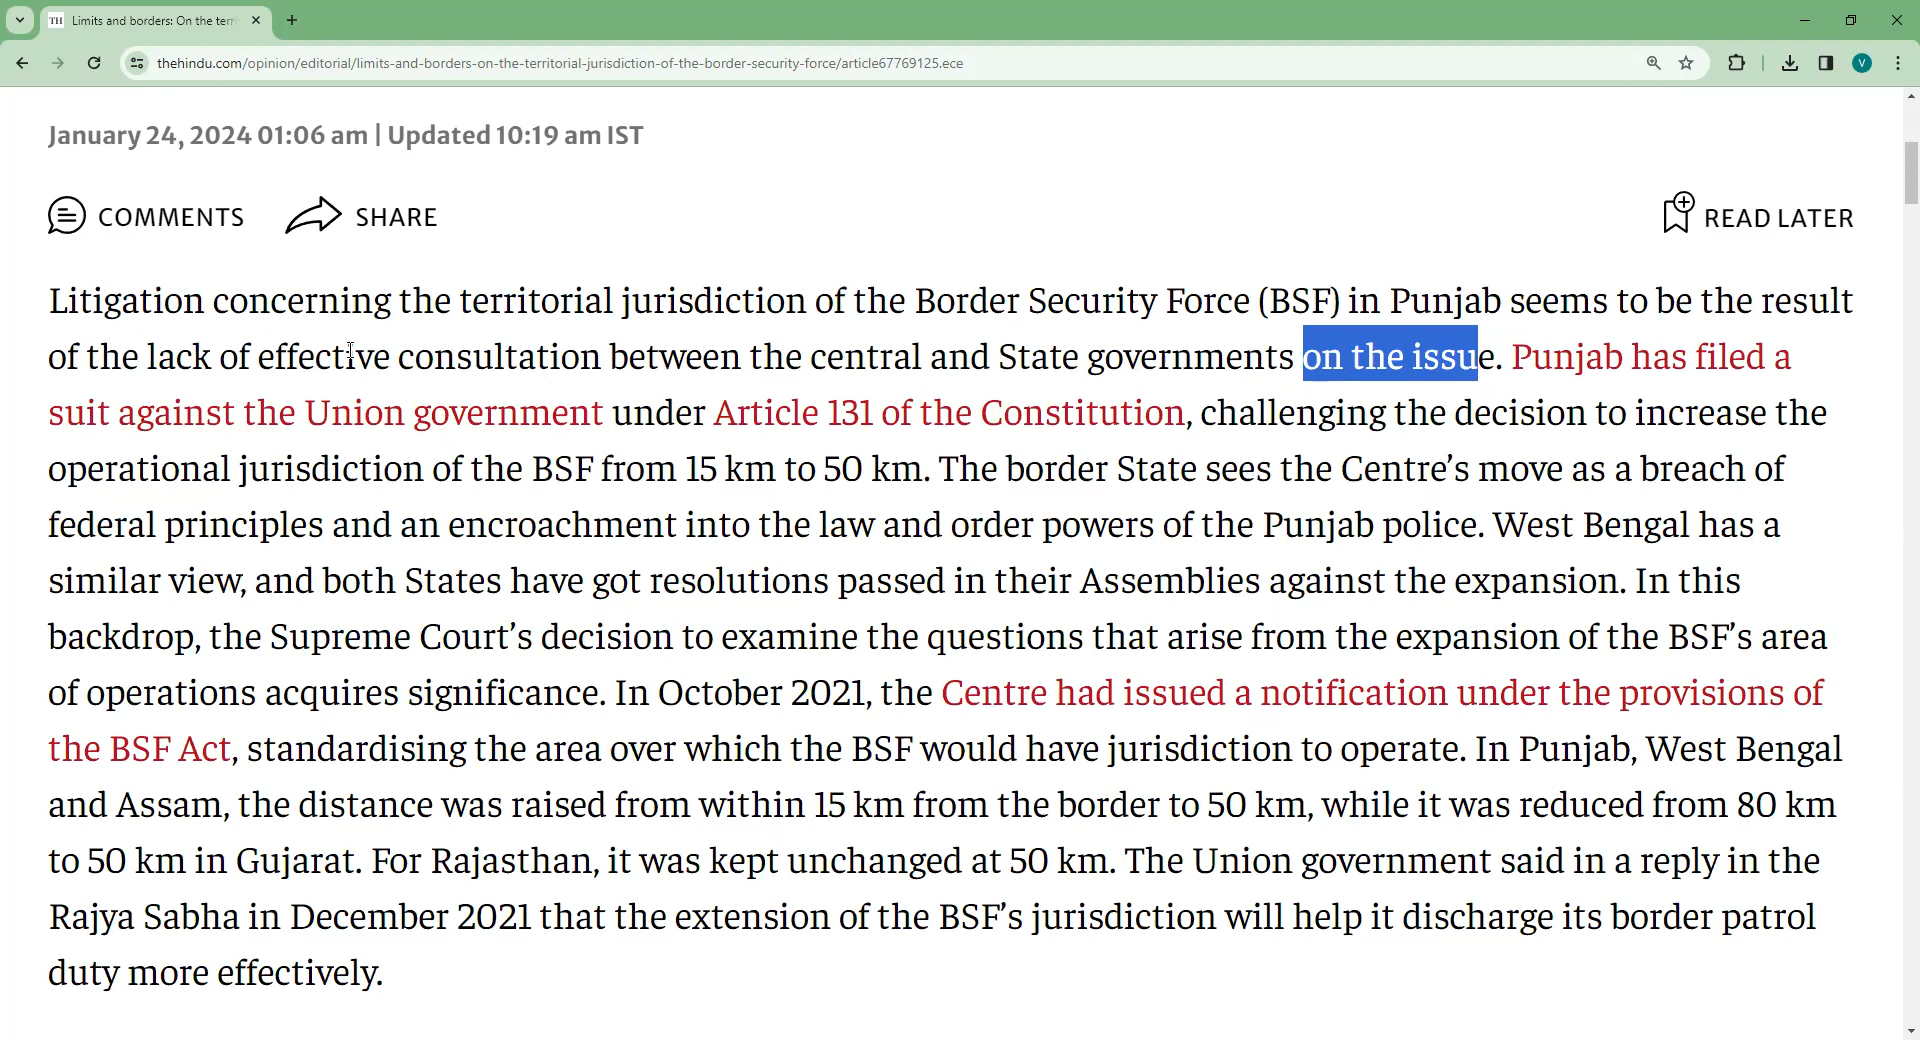 TH Limits and borders: On the terri
thehindu.com/opinion/editorial/limits-and-borders-on-the-territorial-jurisdiction-of-the-border-security-force/article67769125.ece
V
January 24, 2024 01:06 am | Updated 10:19 am IST
COMMENTS SHARE READ LATER
Litigation concerning the territorial jurisdiction of the Border Security Force (BSF) in Punjab seems to be the result
of the lack of effective consultation between the central and State governments on the issue. Punjab has filed a
suit against the Union government under Article 131 of the Constitution, challenging the decision to increase the
operational jurisdiction of the BSF from 15 km to 50 km. The border State sees the Centre’s move as a breach of
federal principles and an encroachment into the law and order powers of the Punjab police. West Bengal has a
similar view, and both States have got resolutions passed in their Assemblies against the expansion. In this
backdrop, the Supreme Court’s decision to examine the questions that arise from the expansion of the BSF’s area
of operations acquires significance. In October 2021, the Centre had issued a notification under the provisions of
the BSF Act, standardising the area over which the BSF would have jurisdiction to operate. In Punjab, West Bengal
and Assam, the distance was raised from within 15 km from the border to 50 km, while it was reduced from 80 km
to 50 km in Gujarat. For Rajasthan, it was kept unchanged at 50 km. The Union government said in a reply in the
Rajya Sabha in December 2021 that the extension of the BSF’s jurisdiction will help it discharge its border patrol
duty more effectively.